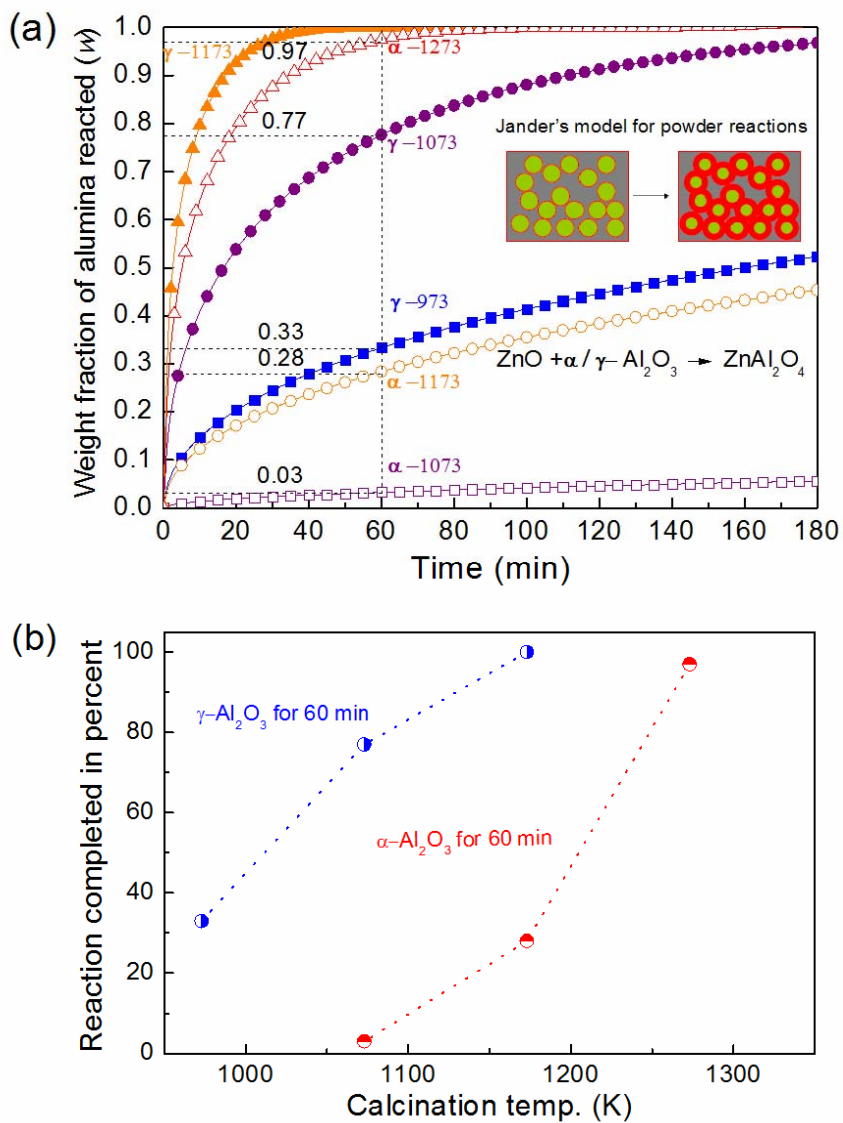 (a)
Weight fraction of alumina reacted (w)
1.0
0.9
0.8
0.7
0.6
0.5
0.4
0.3
0.2
0.1
0.0
γ–1173
0.97
α–1273
0.77
γ–1073
Jander's model for powder reactions
γ–973
0.33
0.28
α–1173
ZnO +α / γ– Al₂O₃ → ZnAl₂O₄
0.03
α–1073
0 20 40 60 80 100 120 140 160 180
Time (min)
(b)
Reaction completed in percent
100
80
60
40
20
0
γ–Al₂O₃ for 60 min
α–Al₂O₃ for 60 min
1000 1100 1200 1300
Calcination temp. (K)